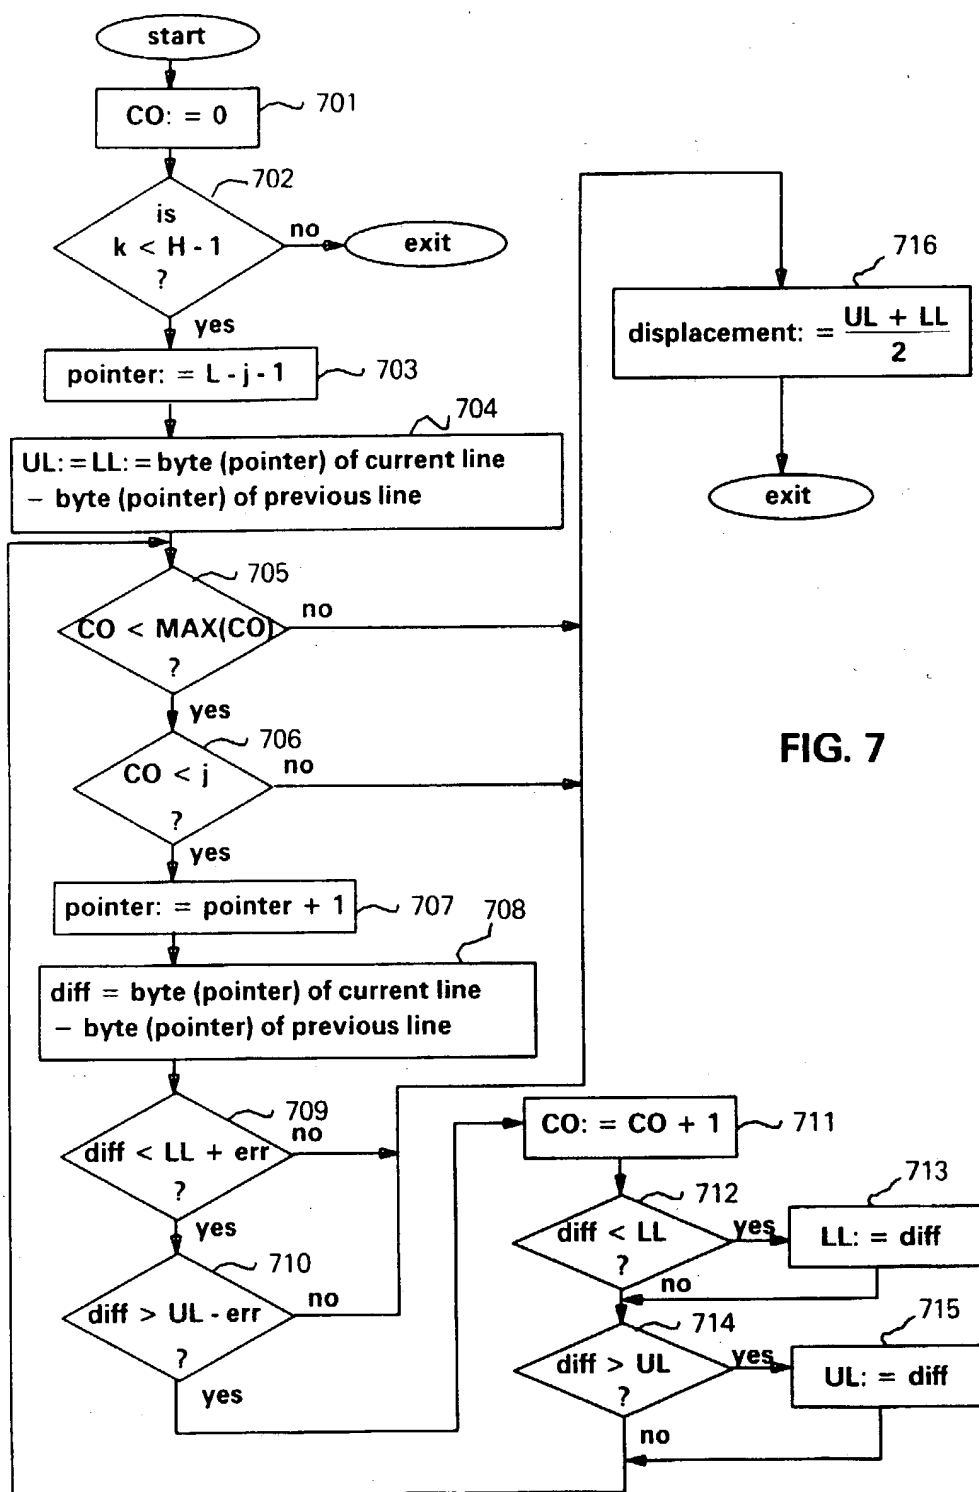 start
CO: = 0
701
702
is
k < H - 1
?
no
exit
yes
pointer: = L - j - 1
703
704
UL: = LL: = byte (pointer) of current line
– byte (pointer) of previous line
705
CO < MAX(CO)
?
no
yes
706
CO < j
?
no
yes
pointer: = pointer + 1
707
708
diff = byte (pointer) of current line
– byte (pointer) of previous line
709
diff < LL + err
?
no
yes
710
diff > UL - err
?
no
yes
CO: = CO + 1
711
712
diff < LL
?
yes
no
713
LL: = diff
714
diff > UL
?
yes
no
715
UL: = diff
716
displacement: = UL + LL
2
exit
FIG. 7